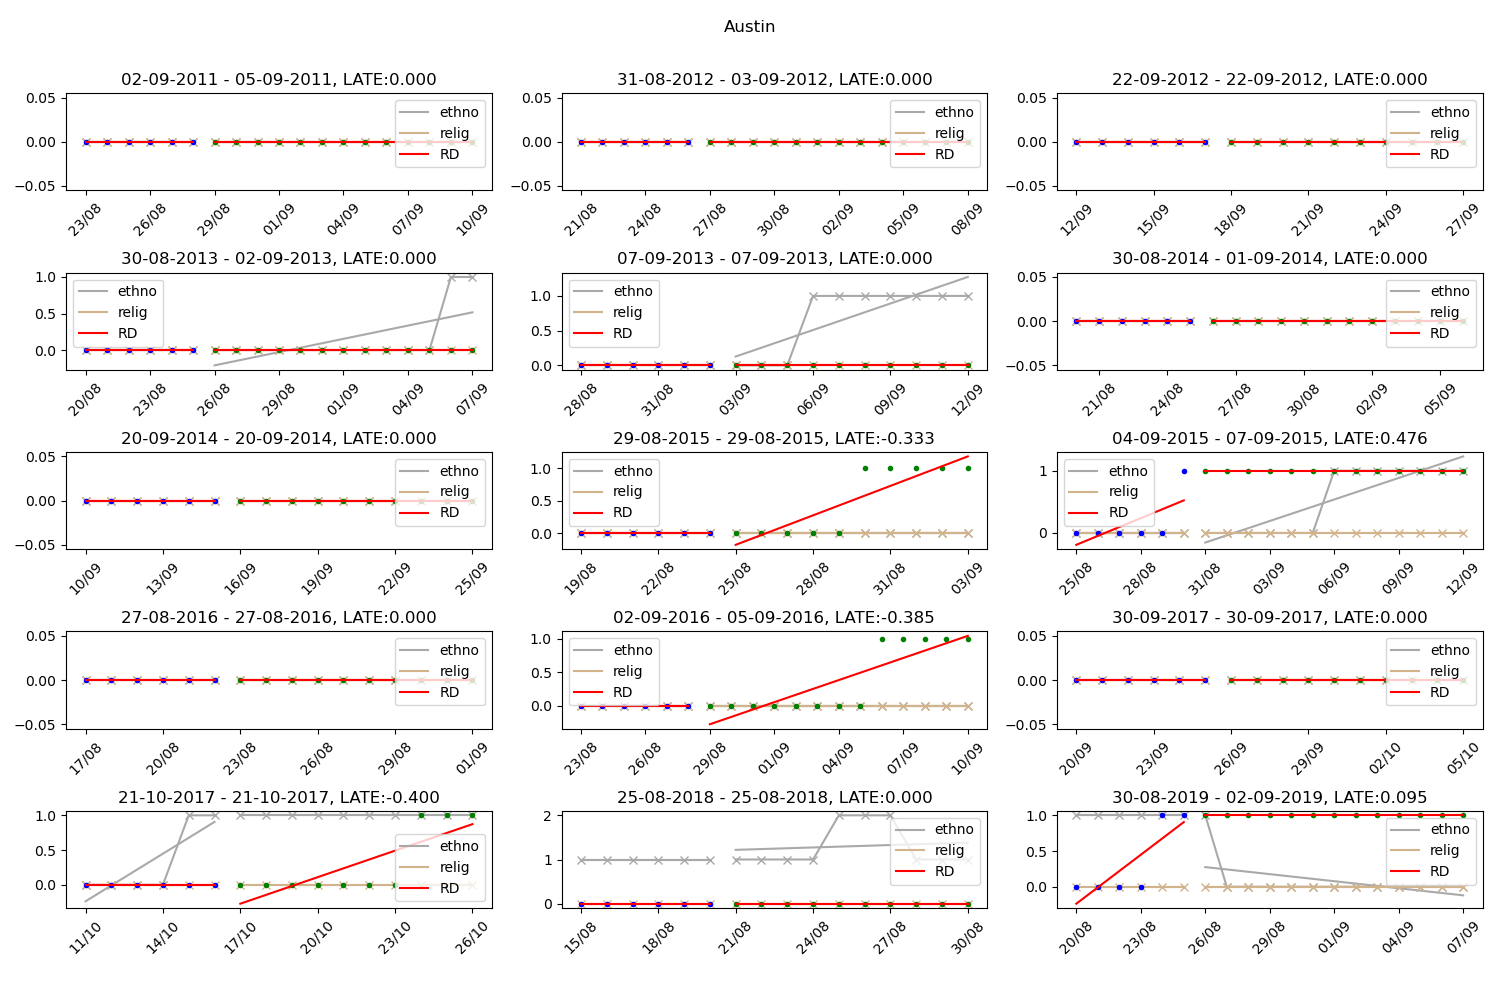 Austin
02-09-2011 - 05-09-2011, LATE:0.000
31-08-2012 - 03-09-2012, LATE:0.000
22-09-2012 - 22-09-2012, LATE:0.000
0.05
0.00
−0.05
ethno
relig
RD
23/08 26/08 29/08 01/09 04/09 07/09 10/09
0.05
0.00
−0.05
ethno
relig
RD
21/08 24/08 27/08 30/08 02/09 05/09 08/09
0.05
0.00
−0.05
ethno
relig
RD
12/09 15/09 18/09 21/09 24/09 27/09
30-08-2013 - 02-09-2013, LATE:0.000
07-09-2013 - 07-09-2013, LATE:0.000
30-08-2014 - 01-09-2014, LATE:0.000
1.0
0.5
0.0
ethno
relig
RD
20/08 23/08 26/08 29/08 01/09 04/09 07/09
1.0
0.5
0.0
ethno
relig
RD
28/08 31/08 03/09 06/09 09/09 12/09
0.05
0.00
−0.05
ethno
relig
RD
21/08 24/08 27/08 30/08 02/09 05/09
20-09-2014 - 20-09-2014, LATE:0.000
29-08-2015 - 29-08-2015, LATE:-0.333
04-09-2015 - 07-09-2015, LATE:0.476
0.05
0.00
−0.05
ethno
relig
RD
10/09 13/09 16/09 19/09 22/09 25/09
1.0
0.5
0.0
ethno
relig
RD
19/08 22/08 25/08 28/08 31/08 03/09
1
0
ethno
relig
RD
25/08 28/08 31/08 03/09 06/09 09/09 12/09
27-08-2016 - 27-08-2016, LATE:0.000
02-09-2016 - 05-09-2016, LATE:-0.385
30-09-2017 - 30-09-2017, LATE:0.000
0.05
0.00
−0.05
ethno
relig
RD
17/08 20/08 23/08 26/08 29/08 01/09
1.0
0.5
0.0
ethno
relig
RD
23/08 26/08 29/08 01/09 04/09 07/09 10/09
0.05
0.00
−0.05
ethno
relig
RD
20/09 23/09 26/09 29/09 02/10 05/10
21-10-2017 - 21-10-2017, LATE:-0.400
25-08-2018 - 25-08-2018, LATE:0.000
30-08-2019 - 02-09-2019, LATE:0.095
1.0
0.5
0.0
ethno
relig
RD
11/10 14/10 17/10 20/10 23/10 26/10
2
1
0
ethno
relig
RD
15/08 18/08 21/08 24/08 27/08 30/08
1.0
0.5
0.0
ethno
relig
RD
20/08 23/08 26/08 29/08 01/09 04/09 07/09